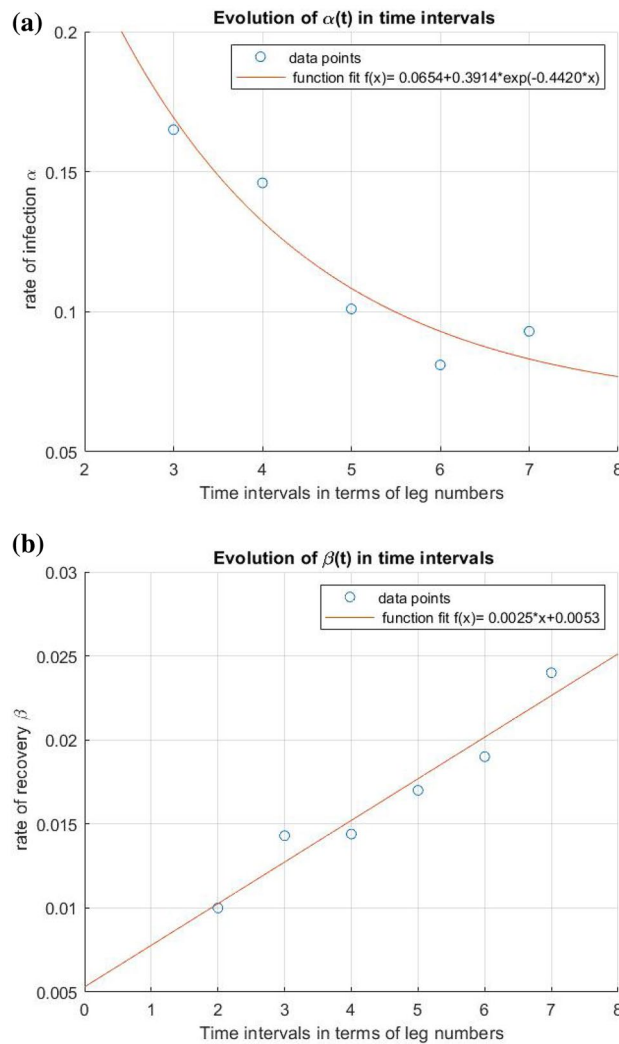 (a)
Evolution of α(t) in time intervals
0.2
0.15
0.1
0.05
rate of infection α
data points
function fit f(x)= 0.0654+0.3914*exp(-0.4420*x)
2 3 4 5 6 7 8
Time intervals in terms of leg numbers
(b)
Evolution of β(t) in time intervals
0.03
0.025
0.02
0.015
0.01
0.005
rate of recovery β
data points
function fit f(x)= 0.0025*x+0.0053
0 1 2 3 4 5 6 7 8
Time intervals in terms of leg numbers